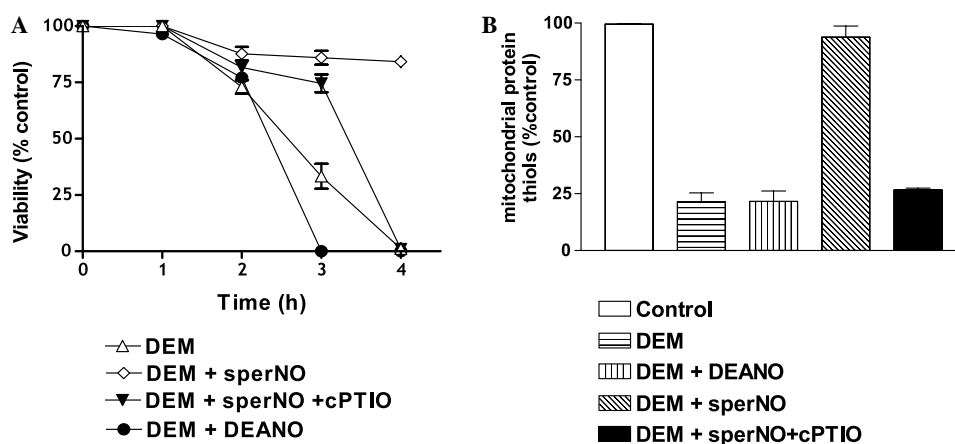 A
Viability (% control)
100
75
50
25
0
0 1 2 3 4
Time (h)
DEM
DEM + sperNO
DEM + sperNO +cPTIO
DEM + DEANO
B
mitochondrial protein
thiols (%control)
100
75
50
25
0
Control
DEM
DEM + DEANO
DEM + sperNO
DEM + sperNO+cPTIO